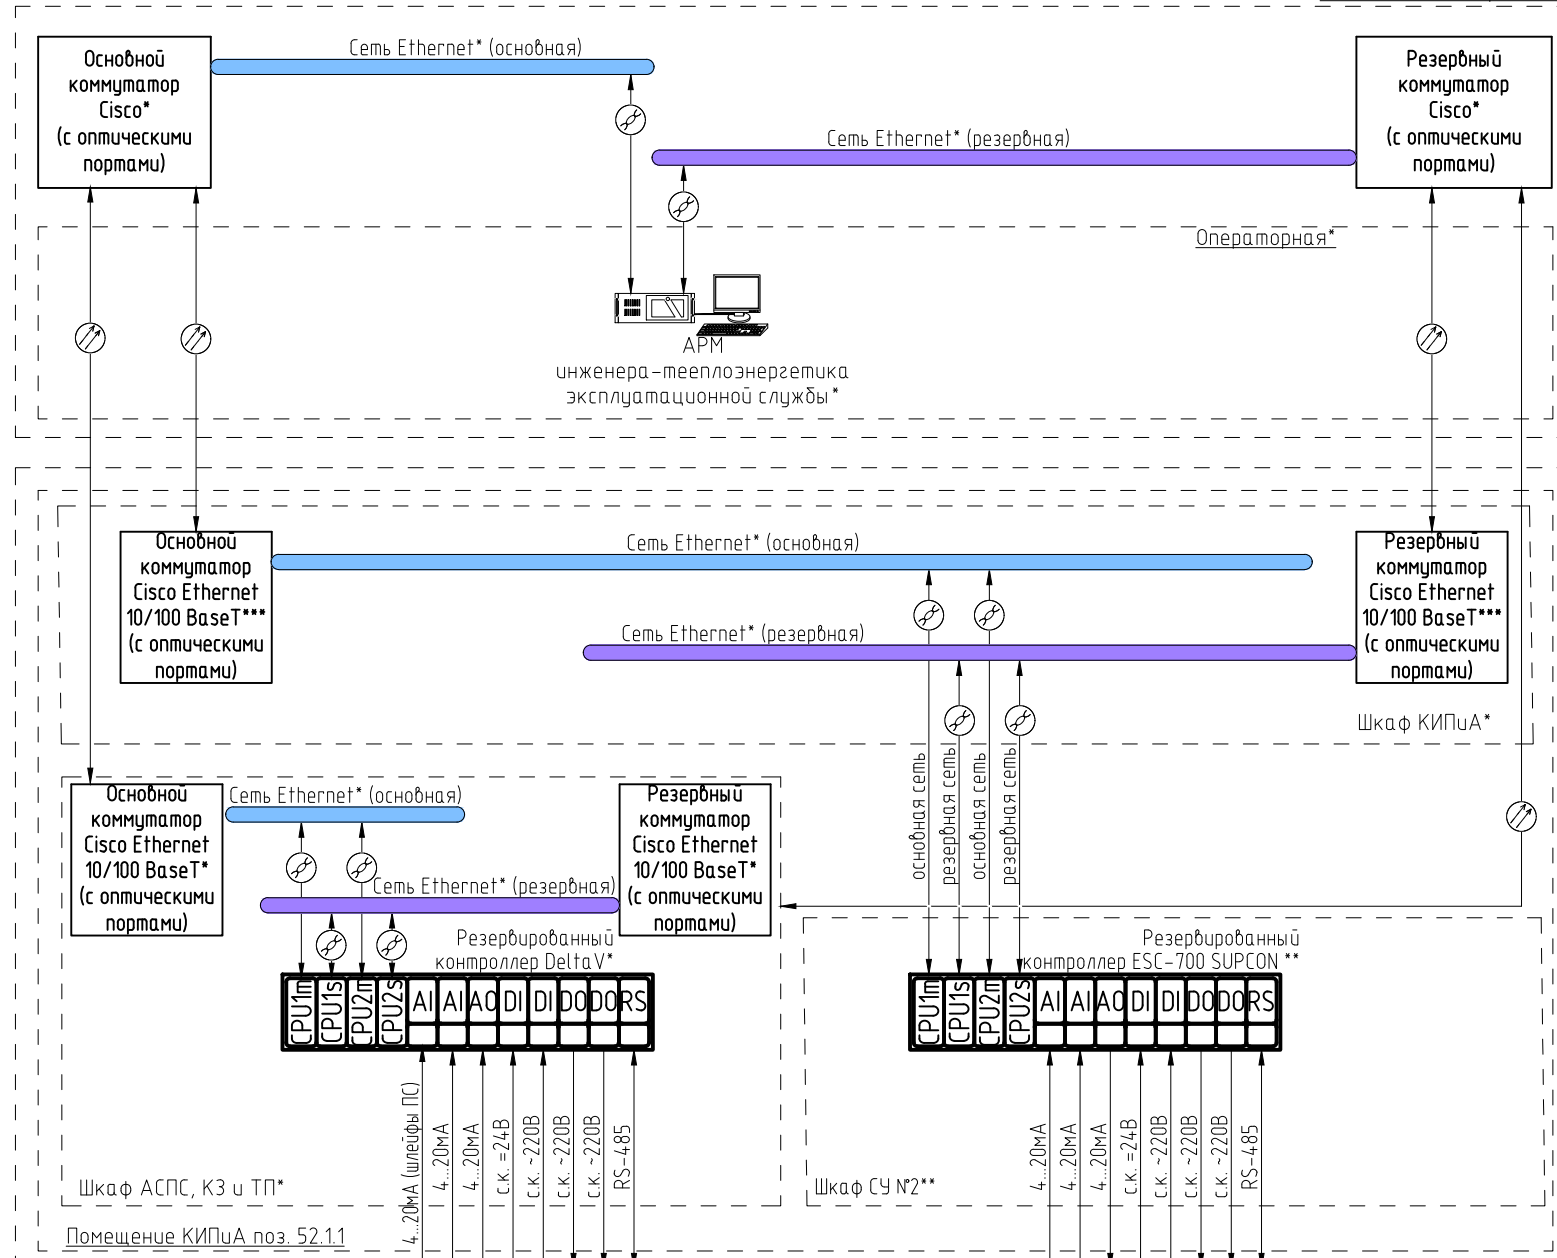 Сеть Ethernet* (основная)
Основной
коммутатор
Cisco*
(с оптическими
портами)
Резервный
коммутатор
Cisco*
(с оптическими
портами)
Сеть Ethernet* (резервная)
Операторная*
АРМ
инженера-тееплоэнергетика
эксплуатационной службы*
Основной
коммутатор
Cisco Ethernet
10/100 BaseT***
(с оптическими
портами)
Сеть Ethernet* (основная)
Резервный
коммутатор
Cisco Ethernet
10/100 BaseT***
(с оптическими
портами)
Сеть Ethernet* (резервная)
Шкаф КИПиА*
основная сеть
резервная сеть
основная сеть
резервная сеть
Основной
коммутатор
Cisco Ethernet
10/100 BaseT*
(с оптическими
портами)
Сеть Ethernet* (основная)
Резервный
коммутатор
Cisco Ethernet
10/100 BaseT*
(с оптическими
портами)
Сеть Ethernet* (резервная)
Резервированный
контроллер DeltaV*
CPU1m
CPU1s
CPU2m
CPU2s
AI
AI
AO
DI
DI
DO
DO
RS
4...20мА (шлейфы ПС)
4...20мА
4...20мА
с.к. =24В
с.к. ~220В
с.к. ~220В
с.к. ~220В
RS-485
Шкаф АСПС, КЗ и ТП*
Резервированный
контроллер ESC-700 SUPCON **
CPU1m
CPU1s
CPU2m
CPU2s
AI
AI
AO
DI
DI
DO
DO
RS
4...20мА
4...20мА
4...20мА
с.к. =24В
с.к. ~220В
с.к. ~220В
с.к. ~220В
RS-485
Шкаф СУ №2**
Помещение КИПиА поз. 52.1.1